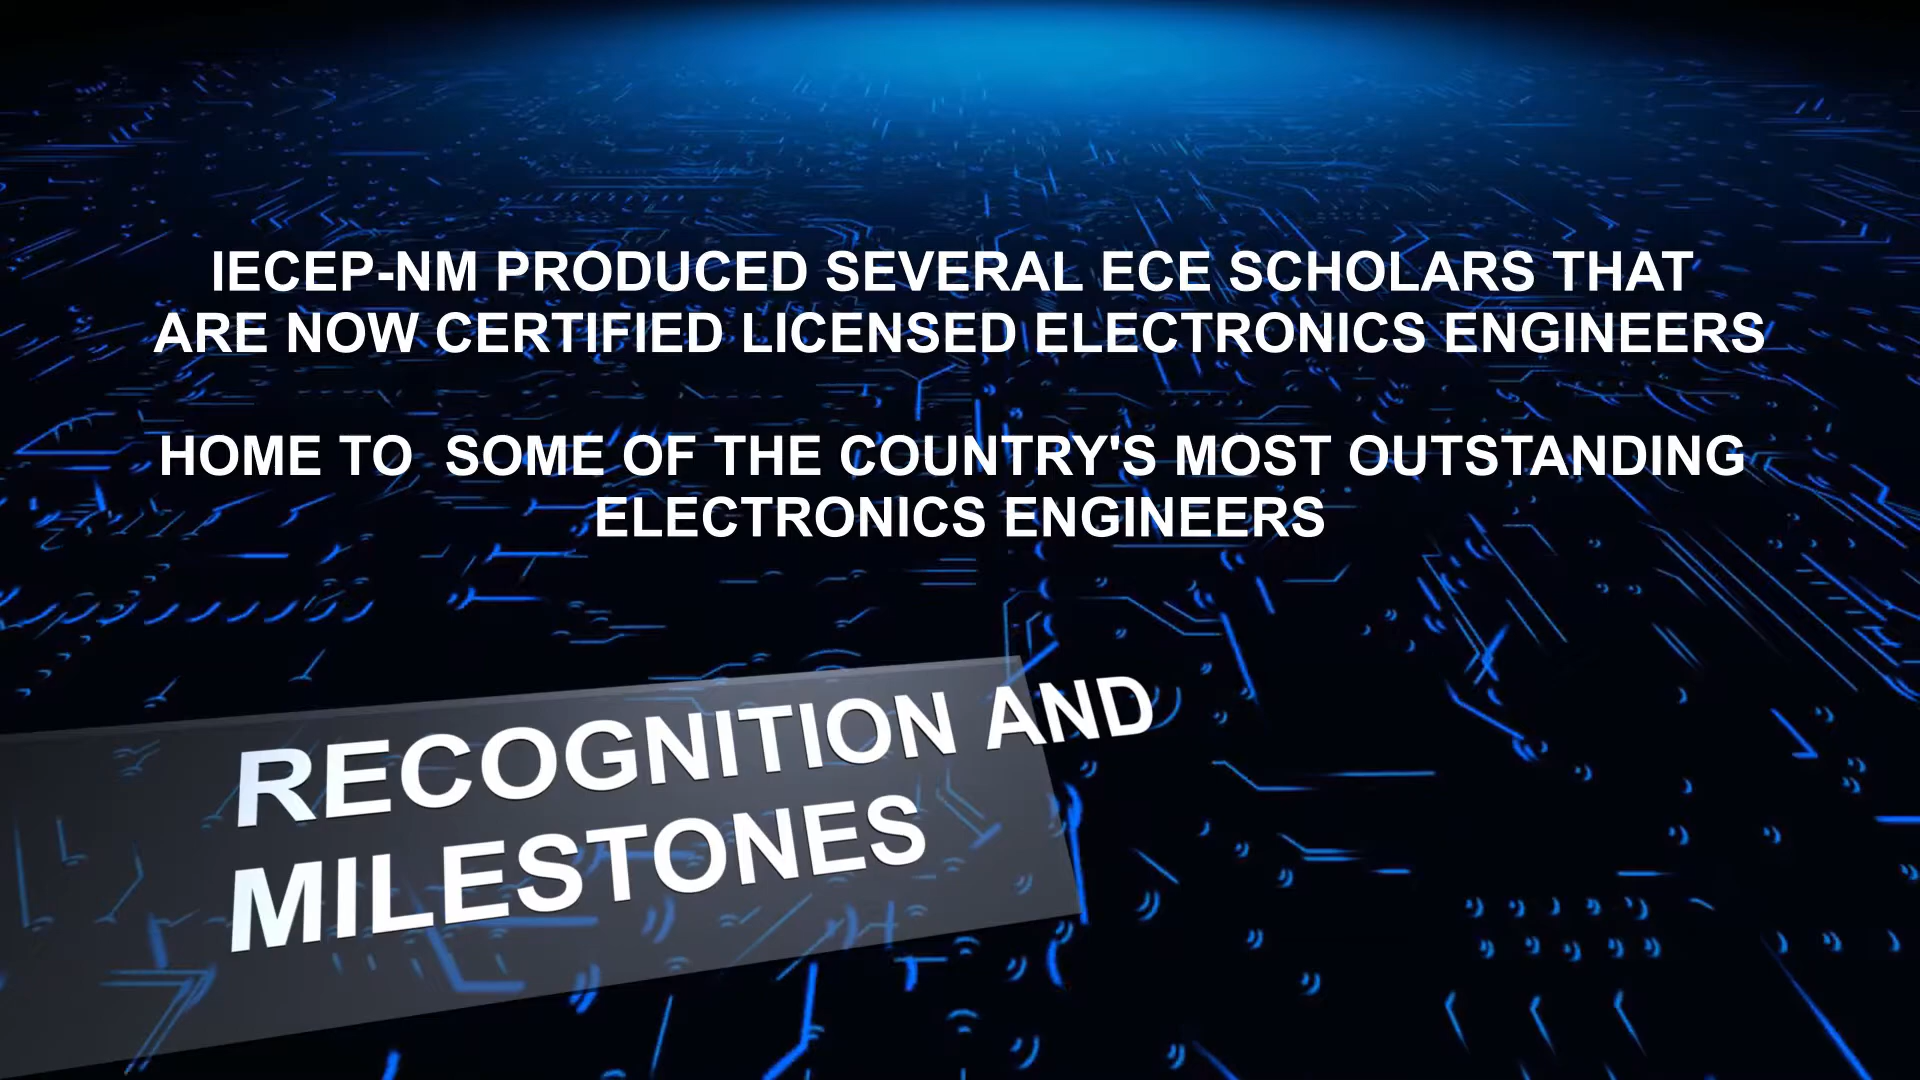 IECEP-NM PRODUCED SEVERAL ECE SCHOLARS THAT
ARE NOW CERTIFIED LICENSED ELECTRONICS ENGINEERS
HOME TO  SOME OF THE COUNTRY'S MOST OUTSTANDING
ELECTRONICS ENGINEERS
RECOGNITION AND
MILESTONES